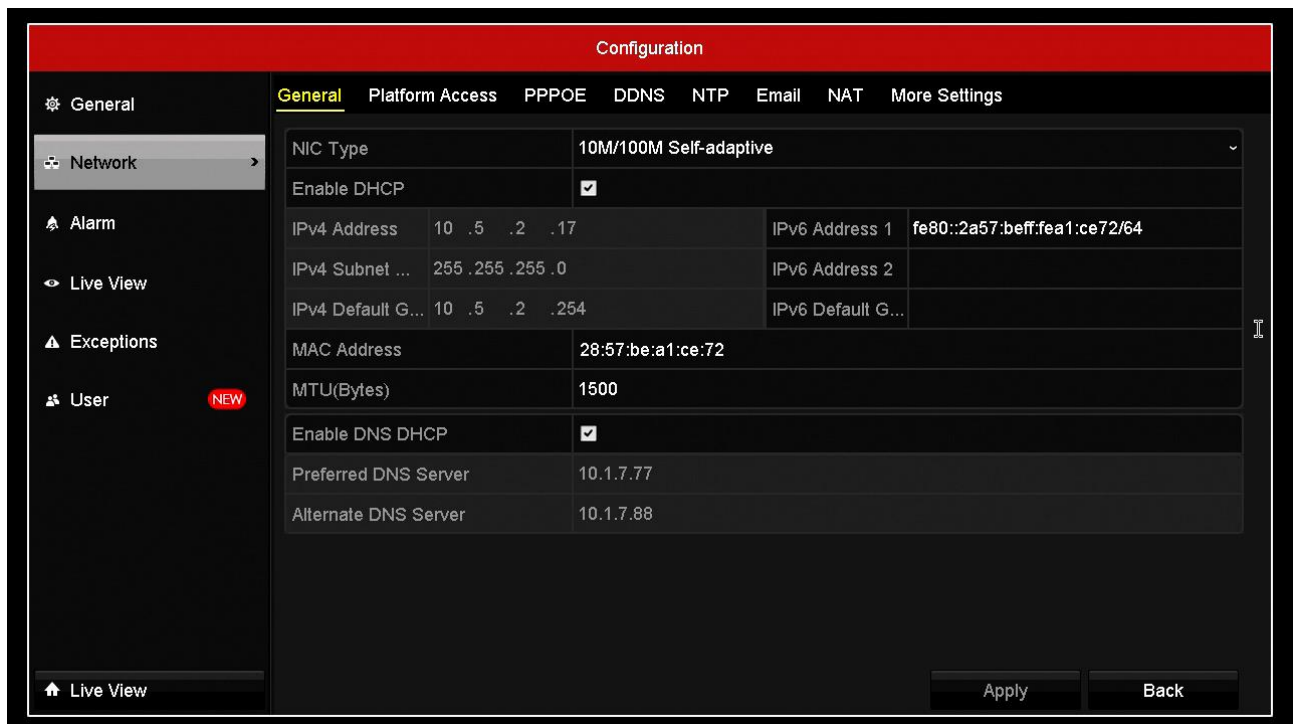 Configuration
General
Network
Alarm
Live View
Exceptions
User NEW
Live View
General Platform Access PPPOE DDNS NTP Email NAT More Settings
NIC Type 10M/100M Self-adaptive
Enable DHCP
IPv4 Address 10 .5 .2 .17 IPv6 Address 1 fe80::2a57:beff:fea1:ce72/64
IPv4 Subnet ... 255.255.255.0 IPv6 Address 2
IPv4 Default G... 10 .5 .2 .254 IPv6 Default G...
MAC Address 28:57:be:a1:ce:72
MTU(Bytes) 1500
Enable DNS DHCP
Preferred DNS Server 10.1.7.77
Alternate DNS Server 10.1.7.88
Apply Back